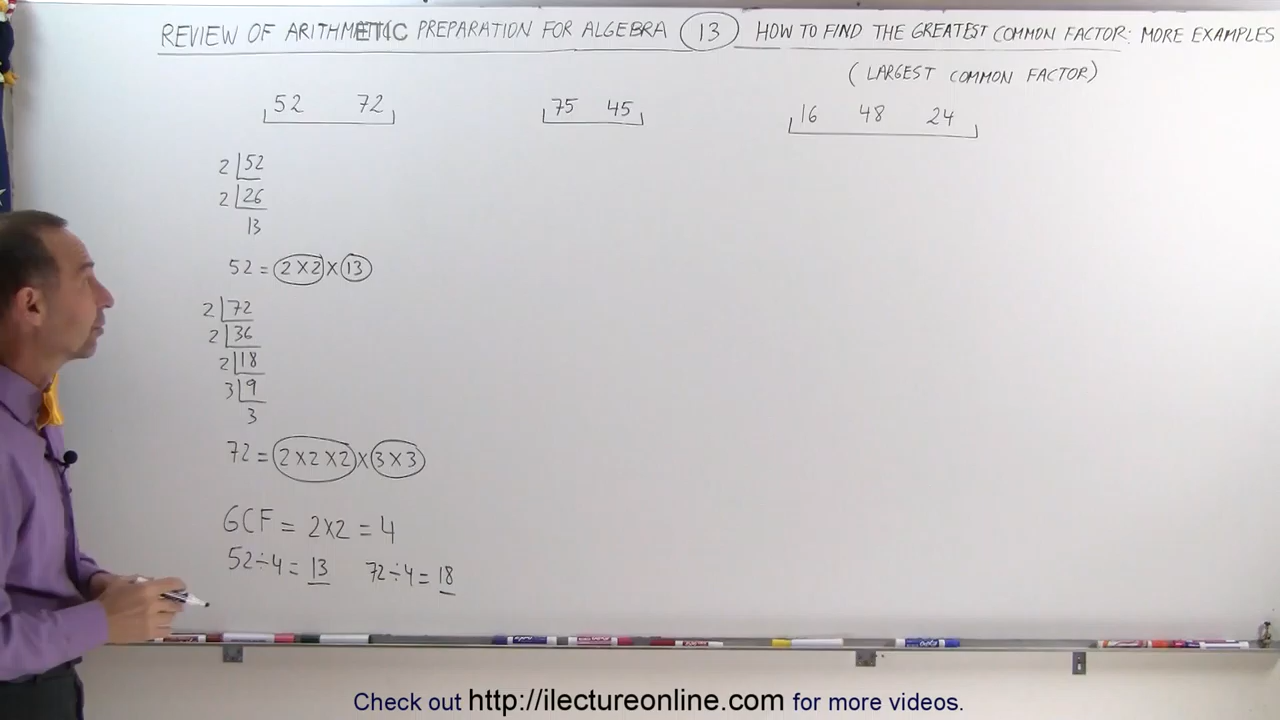 REVIEW OF ARITHMETIC PREPARATION FOR ALGEBRA 13 HOW TO FIND THE GREATEST COMMON FACTOR: MORE EXAMPLES
(LARGEST COMMON FACTOR)
52 72
75 45
16 48 24
2 52
2 26
13
52 = 2 X 2 X 13
2 72
2 36
2 18
3 9
3
72 = 2 X 2 X 2 X 3 X 3
GCF = 2X2 = 4
52÷4 = 13 72÷4 = 18
Check out http://ilectureonline.com for more videos.